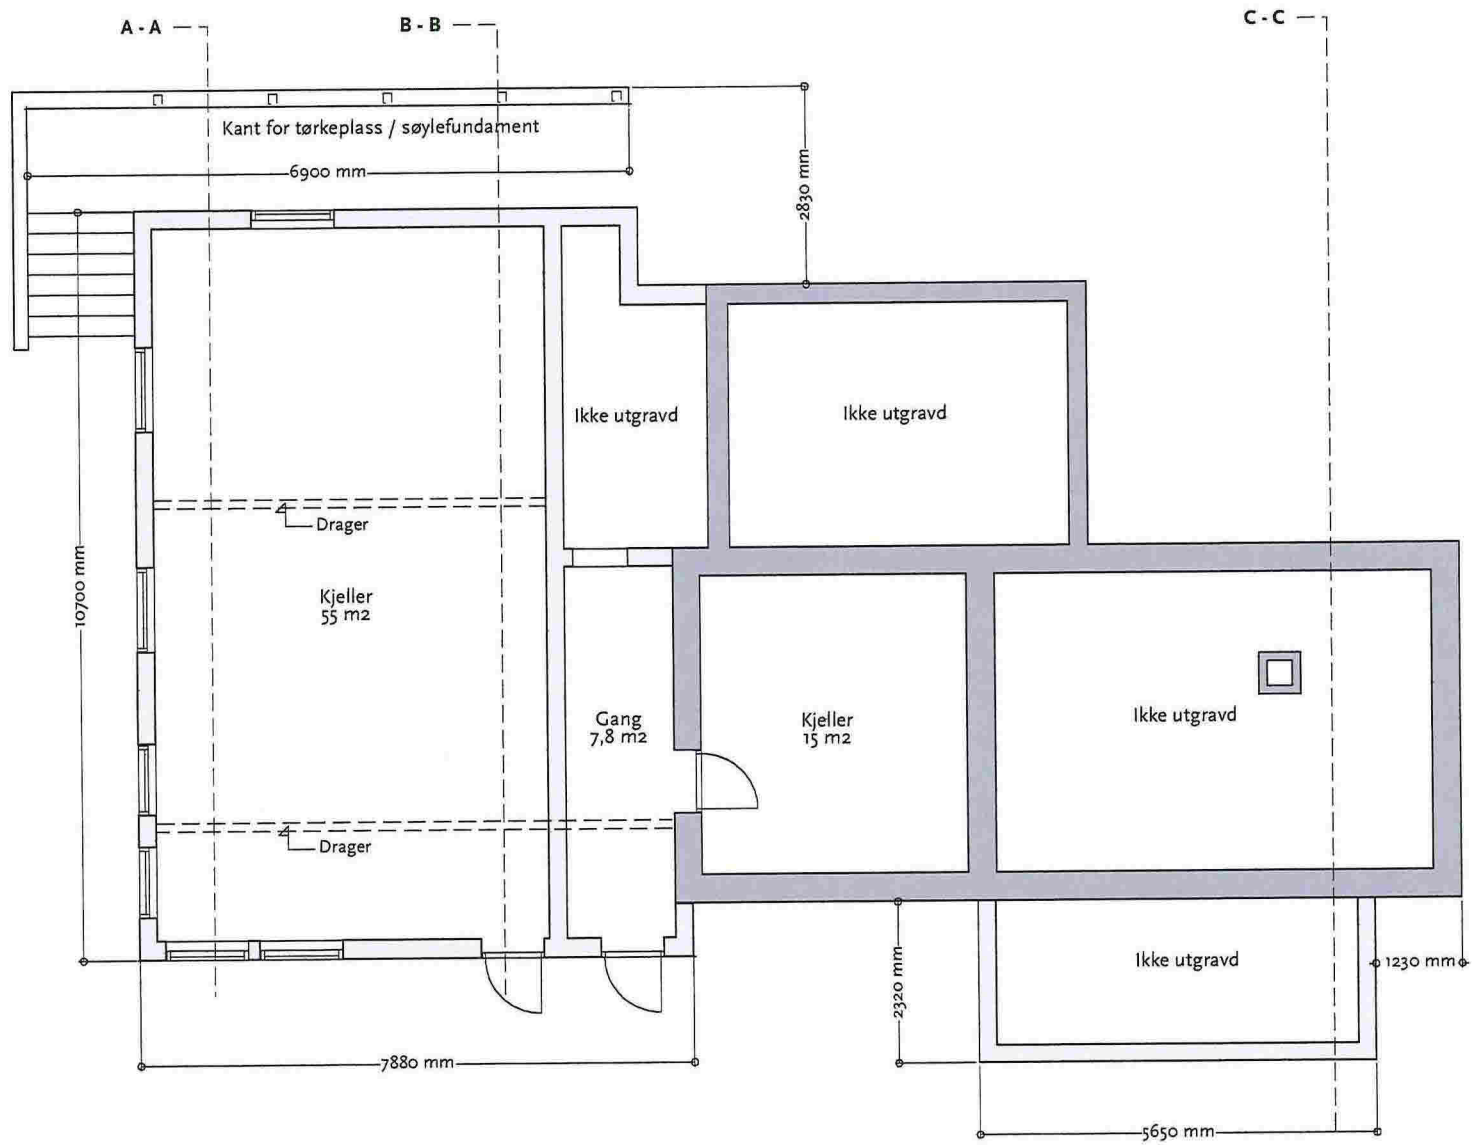 A - A
B - B
C - C
Kant for tørkeplass / søylefundament
6900 mm
2830 mm
Ikke utgravd
Ikke utgravd
Drager
10700 mm
Kjeller
55 m2
Gang
7,8 m2
Kjeller
15 m2
Ikke utgravd
Drager
Ikke utgravd
1230 mm
2320 mm
7880 mm
5650 mm